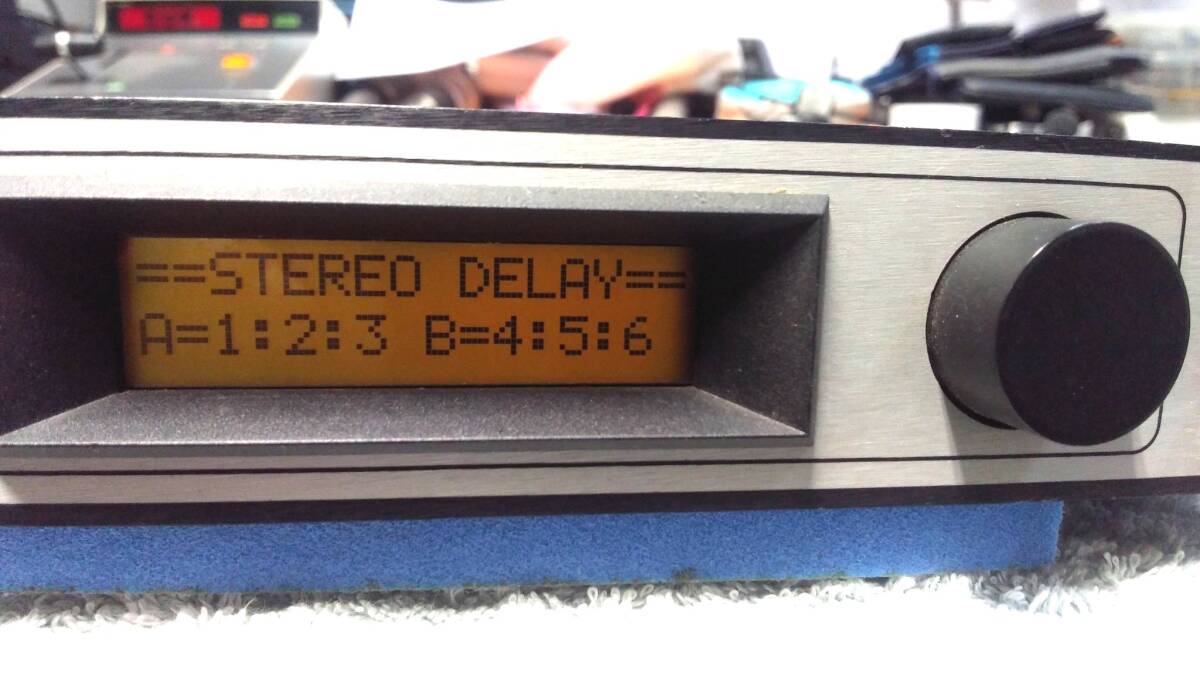 ==STEREO DELAY==
A=1:2:3 B=4:5:6